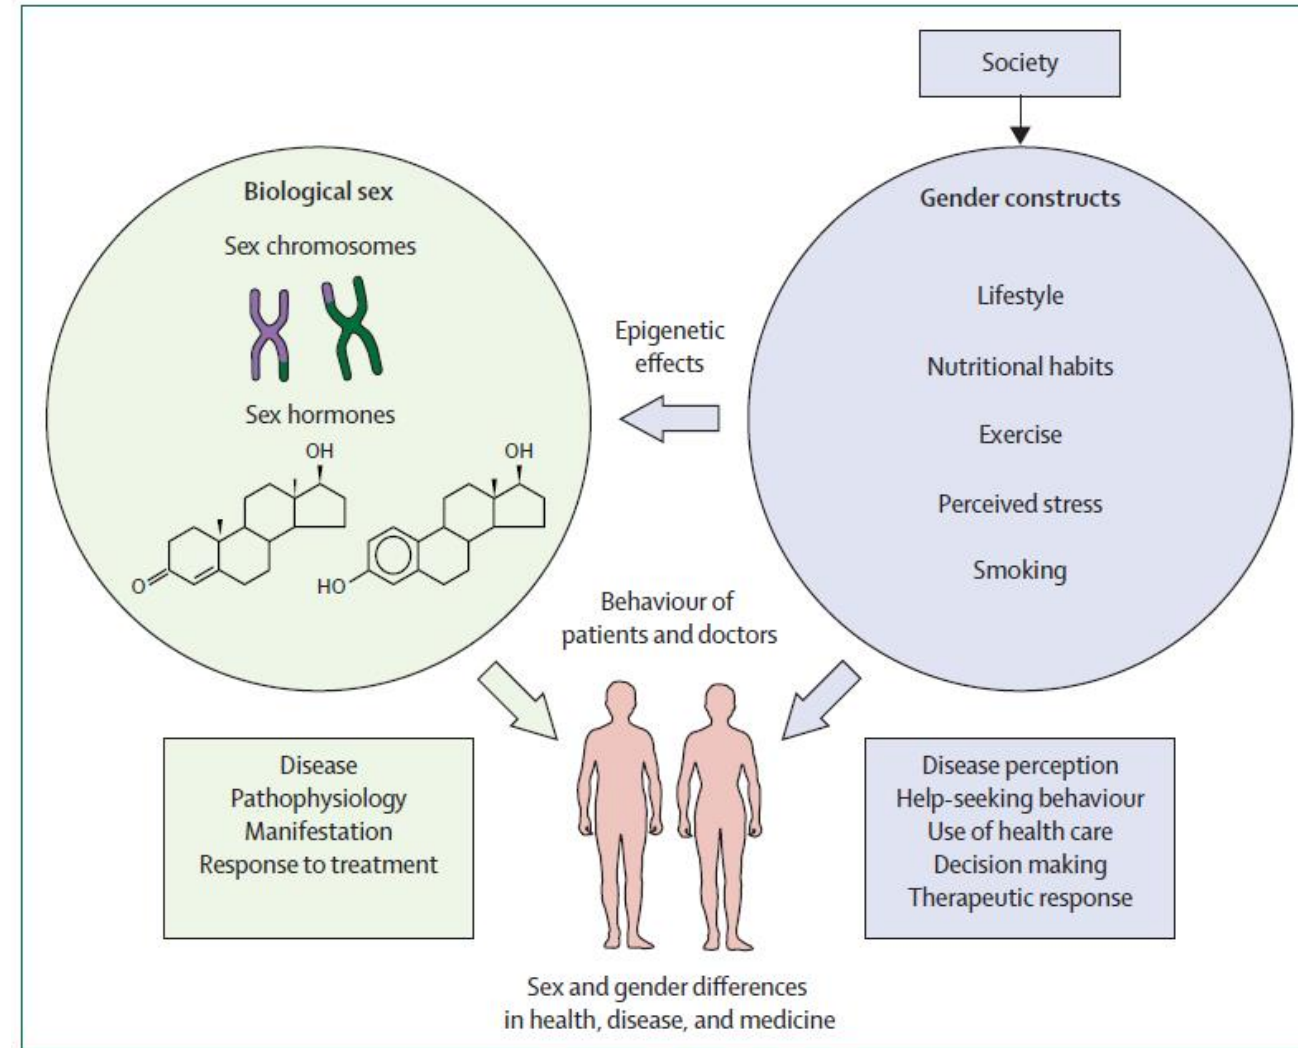 Society
Biological sex
Sex chromosomes
Sex hormones
OH
O
OH
HO
Epigenetic
effects
Gender constructs
Lifestyle
Nutritional habits
Exercise
Perceived stress
Smoking
Behaviour of
patients and doctors
Disease
Pathophysiology
Manifestation
Response to treatment
Disease perception
Help-seeking behaviour
Use of health care
Decision making
Therapeutic response
Sex and gender differences
in health, disease, and medicine